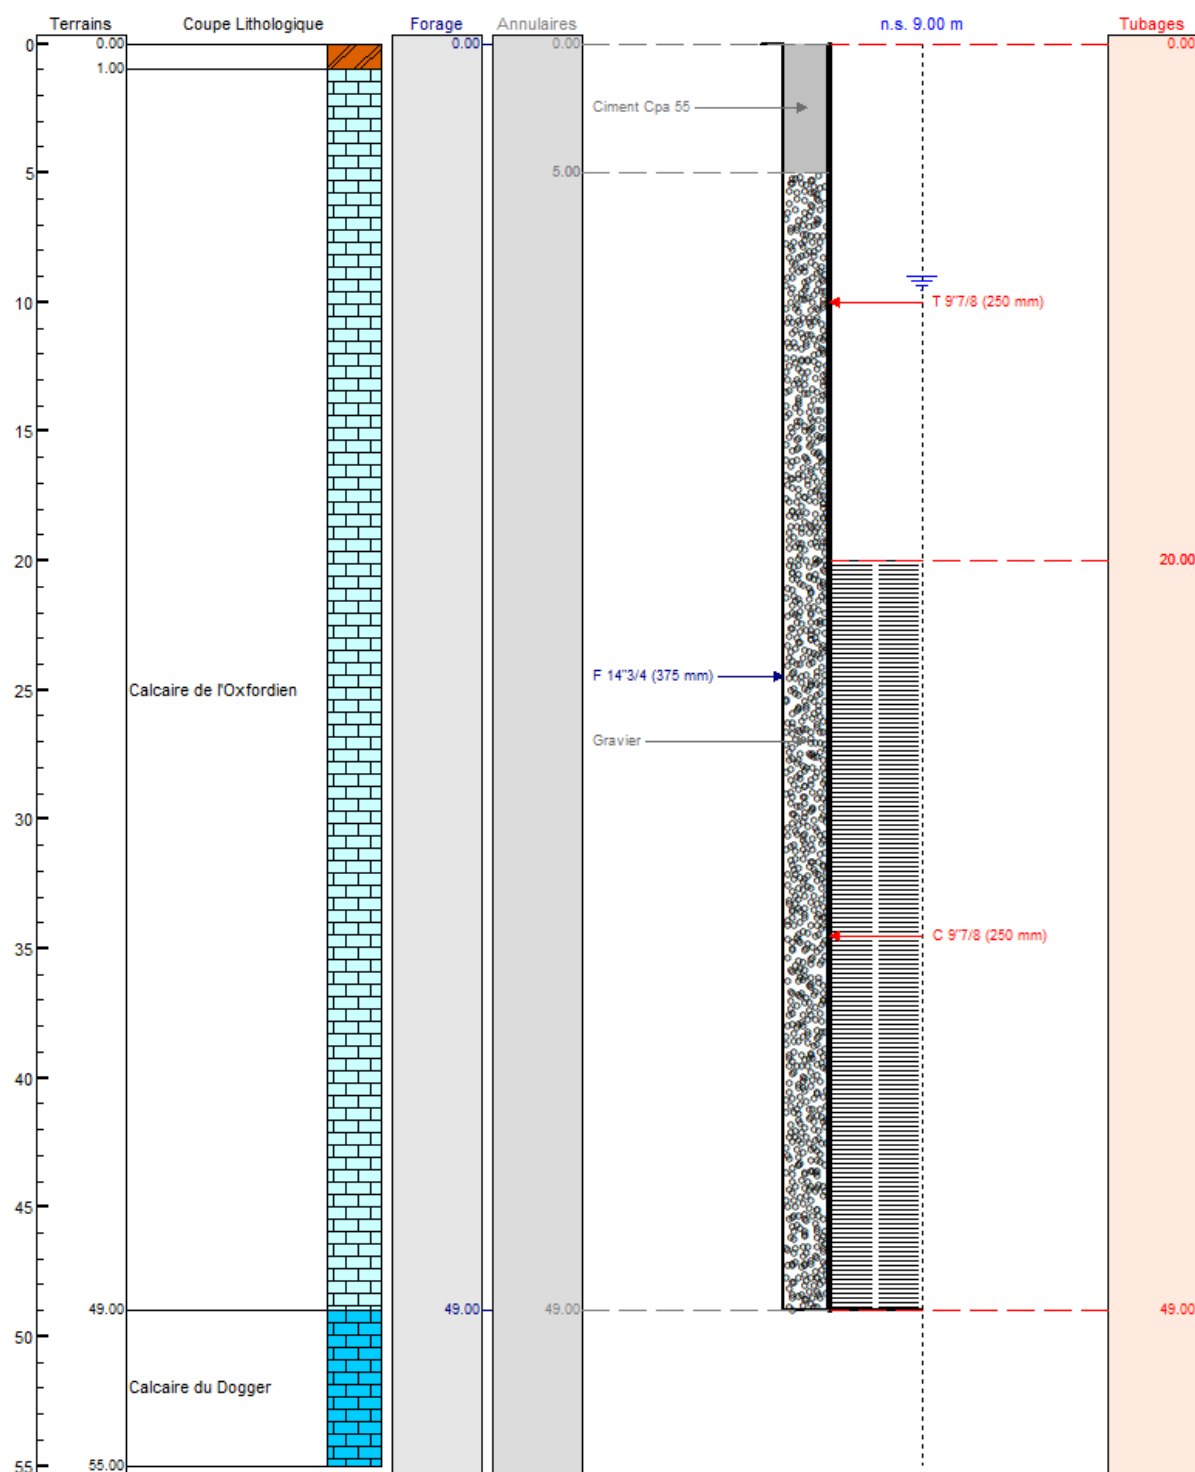 Terrains Coupe Lithologique Forage Annulaires n.s. 9.00 m Tubages
0 0.00 0.00 0.00 0.00
1.00
Ciment Cpa 55
5 5.00
10 T 9"7/8 (250 mm)
15
20 20.00
F 14"3/4 (375 mm)
25 Calcaire de l'Oxfordien
Gravier
30
35 C 9"7/8 (250 mm)
40
45
49.00 49.00 49.00 49.00
50
Calcaire du Dogger
55 55.00